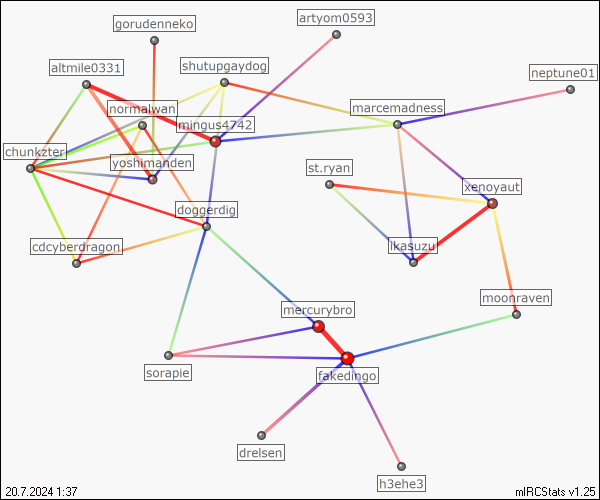 artyom0593
gorudenneko
altmile0331
shutupgaydog
neptune01
normalwan
marcemadness
mingus4742
chunkzter
yoshimanden
st.ryan
xenoyaut
doggerdig
cdcyberdragon
ikasuzu
moonraven
mercurybro
sorapie
fakedingo
drelsen
h3ehe3
20.7.2024 1:37
mIRCStats v1.25